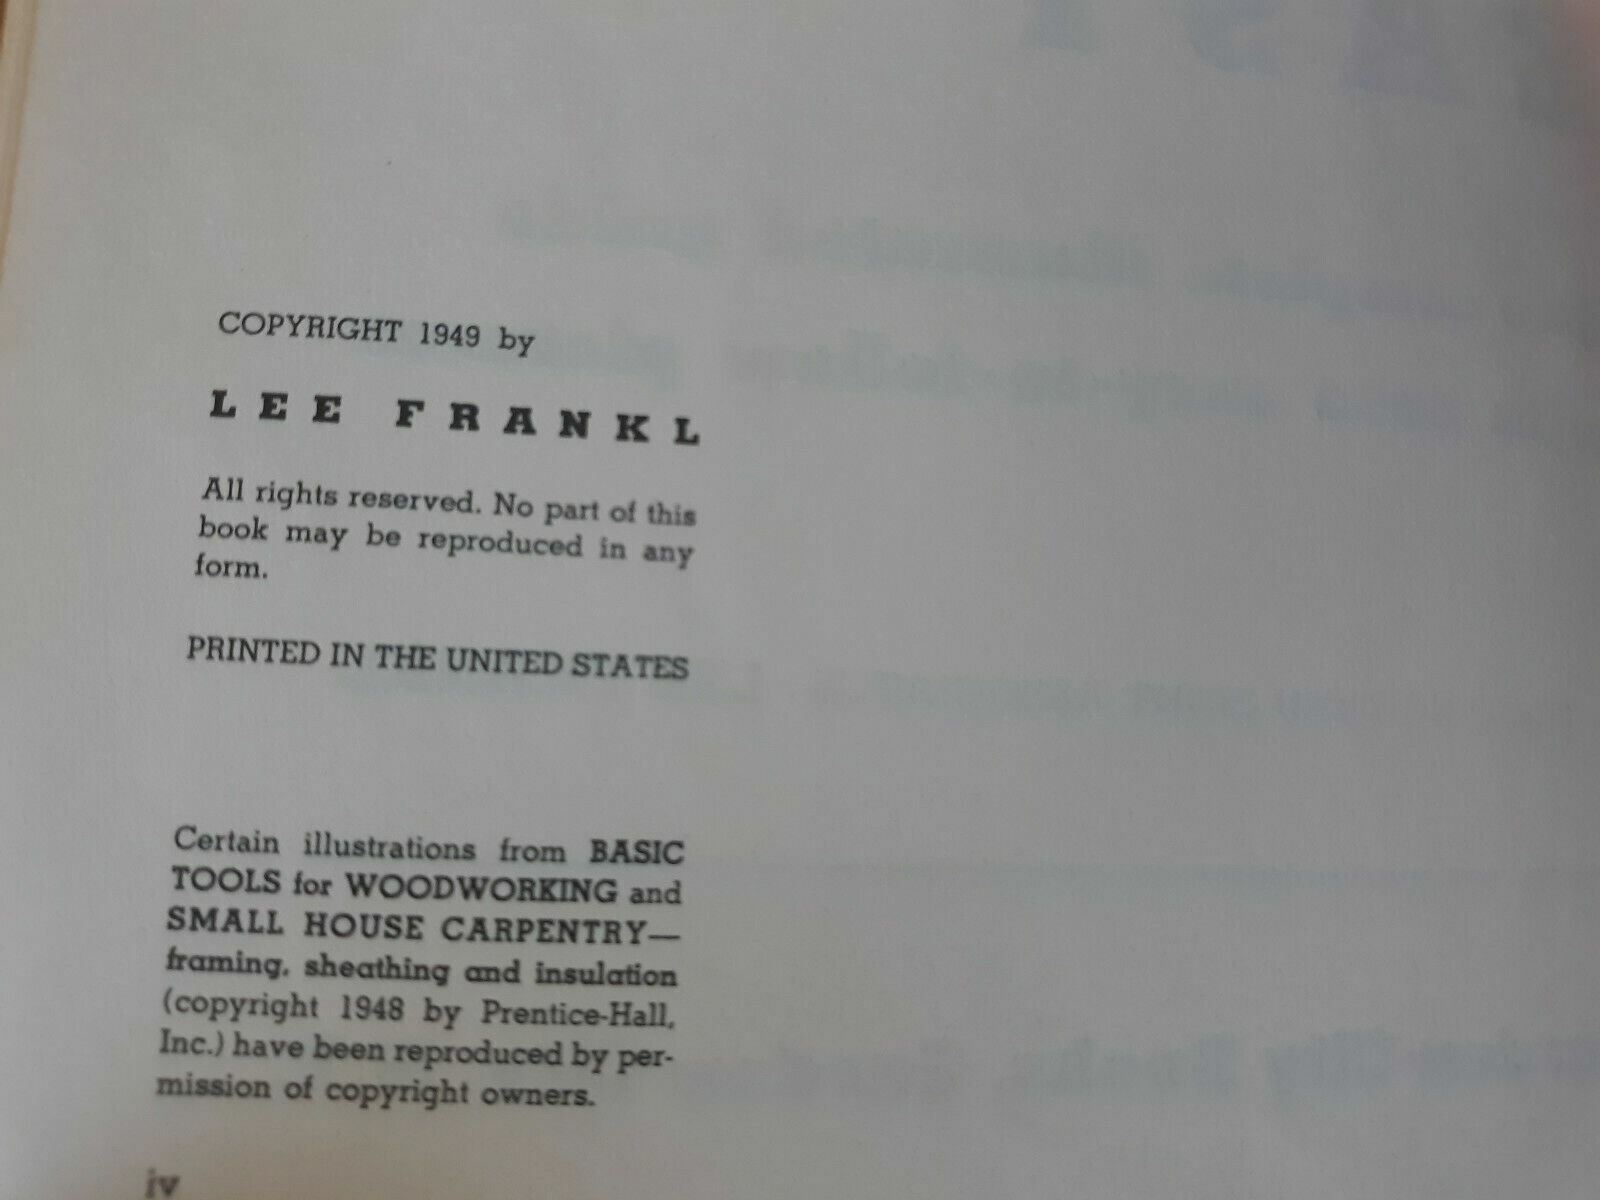 COPYRIGHT 1949 by
LEE FRANKL
All rights reserved. No part of this
book may be reproduced in any
form.
PRINTED IN THE UNITED STATES
Certain illustrations from BASIC
TOOLS for WOODWORKING and
SMALL HOUSE CARPENTRY—
framing, sheathing and insulation
(copyright 1948 by Prentice-Hall,
Inc.) have been reproduced by per-
mission of copyright owners.
iv